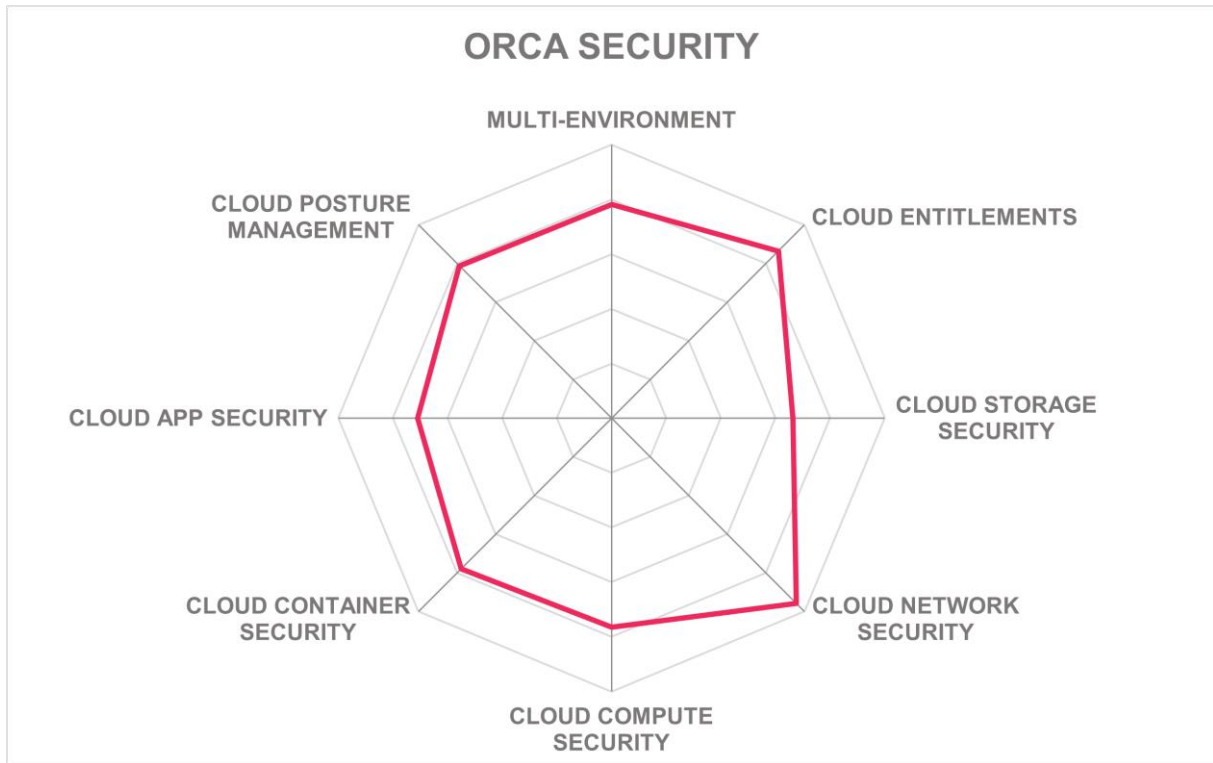 ORCA SECURITY
MULTI-ENVIRONMENT
CLOUD POSTURE
MANAGEMENT
CLOUD ENTITLEMENTS
CLOUD APP SECURITY
CLOUD STORAGE
SECURITY
CLOUD CONTAINER
SECURITY
CLOUD NETWORK
SECURITY
CLOUD COMPUTE
SECURITY